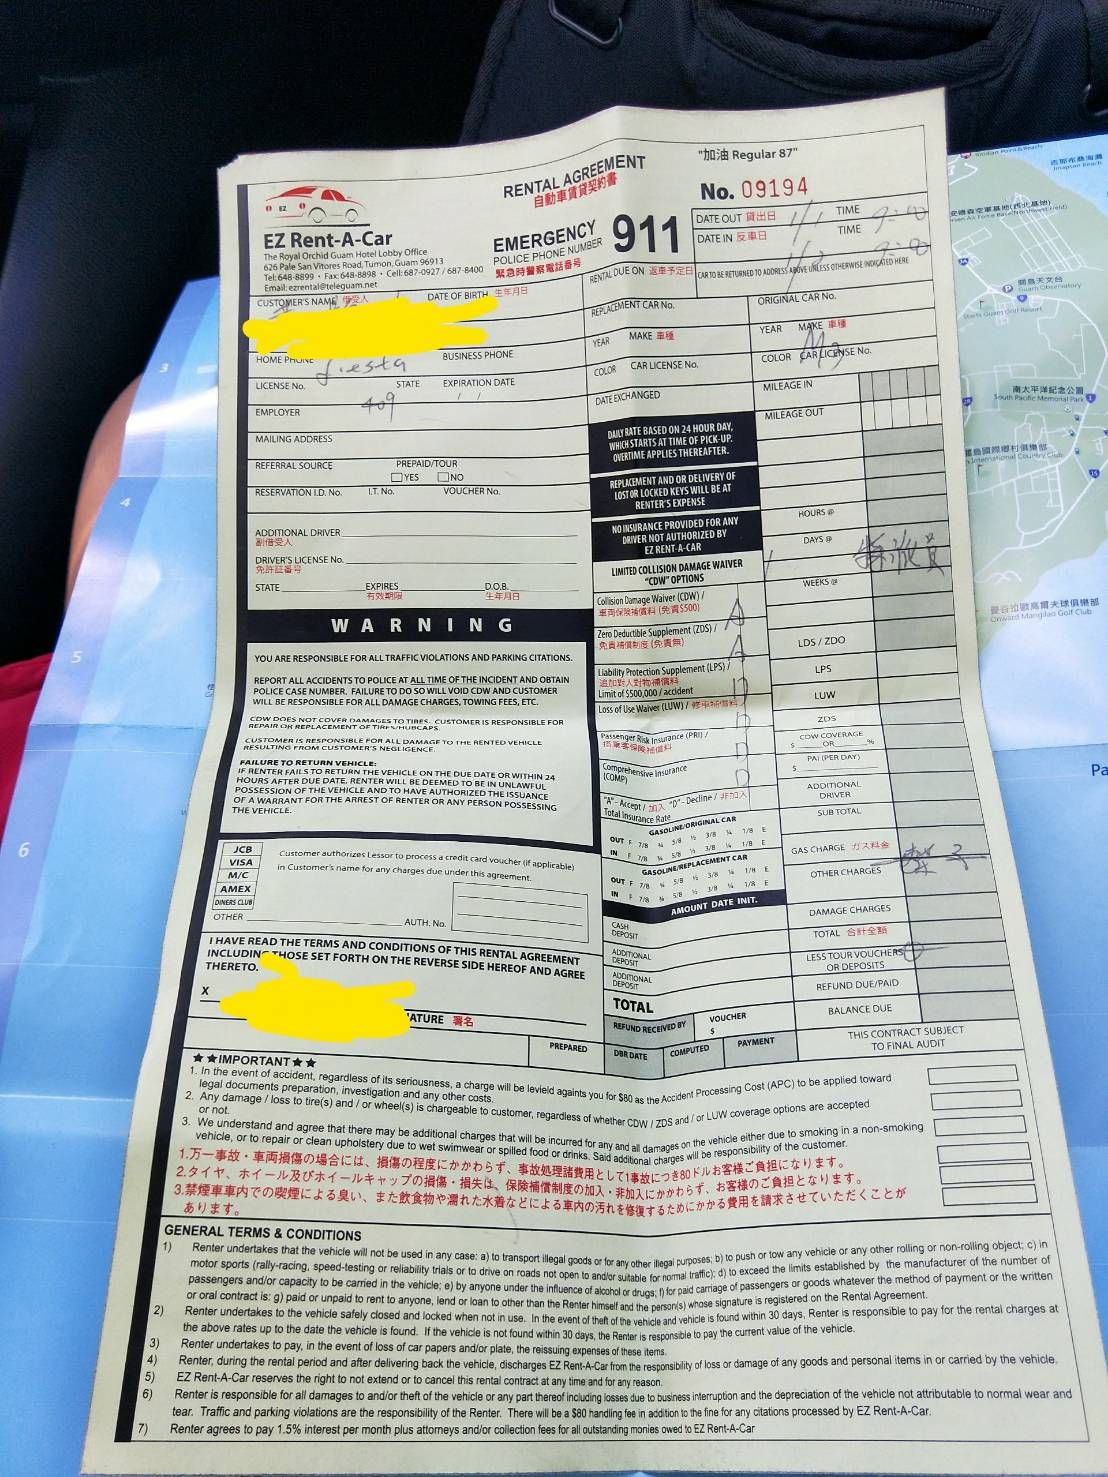 "加油 Regular 87"
RENTAL AGREEMENT
自動車賃貸契約書
No. 09194
EZ
EZ Rent-A-Car
The Royal Orchid Guam Hotel Lobby Office
626 Pale San Vitores Road, Tumon, Guam 96913
Tel: 648-8899 • Fax: 648-8898 • Cell: 687-0927 / 687-8400
Email: ezrental@teleguam.net
EMERGENCY 911
POLICE PHONE NUMBER
緊急時警察電話番号
DATE OUT 貸出日 1/1 TIME 9:00
DATE IN 反車日 1/2 TIME 9:00
RENTAL DUE ON 返車予定日
CAR TO BE RETURNED TO ADDRESS ABOVE UNLESS OTHERWISE INDICATED HERE
CUSTOMER'S NAME 借受人
DATE OF BIRTH 生年月日
HOME PHONE
BUSINESS PHONE
fiesta
LICENSE No. STATE EXPIRATION DATE
/ /
409
EMPLOYER
MAILING ADDRESS
REFERRAL SOURCE PREPAID/TOUR
YES NO
RESERVATION I.D. No. I.T. No. VOUCHER No.
ADDITIONAL DRIVER
副借受人
DRIVER'S LICENSE No.
免許証番号
STATE EXPIRES D.O.B.
有效期限 生年月日
REPLACEMENT CAR No.
YEAR MAKE 車種
COLOR CAR LICENSE No.
DATE EXCHANGED
ORIGINAL CAR No.
YEAR MAKE 車種
COLOR CAR LICENSE No.
MILEAGE IN
MILEAGE OUT
DAILY RATE BASED ON 24 HOUR DAY,
WHICH STARTS AT TIME OF PICK-UP.
OVERTIME APPLIES THEREAFTER.
REPLACEMENT AND OR DELIVERY OF
LOST OR LOCKED KEYS WILL BE AT
RENTER'S EXPENSE
NO INSURANCE PROVIDED FOR ANY
DRIVER NOT AUTHORIZED BY
EZ RENT-A-CAR
LIMITED COLLISION DAMAGE WAIVER
"CDW" OPTIONS
Collision Damage Waiver (CDW) / A
車両保険補償料 (免責$500)
Zero Deductible Supplement (ZDS) / A
免責補償制度 (免責無)
Liability Protection Supplement (LPS) / D
追加対人対物補償料
Limit of $500,000 / accident
Loss of Use Waiver (LUW) / 修車補償料 D
Passenger Risk Insurance (PRI) / D
搭乗者保険補償料
Comprehensive Insurance D
(COMP)
"A" - Accept / 加入 "D" - Decline / 非加入
Total Insurance Rate
GASOLINE/ORIGINAL CAR
OUT F 7/8 ¾ 5/8 ½ 3/8 ¼ 1/8 E
IN F 7/8 ¾ 5/8 ½ 3/8 ¼ 1/8 E
GASOLINE/REPLACEMENT CAR
OUT F 7/8 ¾ 5/8 ½ 3/8 ¼ 1/8 E
IN F 7/8 ¾ 5/8 ½ 3/8 ¼ 1/8 E
AMOUNT DATE INIT.
CASH
DEPOSIT
ADDITIONAL
DEPOSIT
ADDITIONAL
DEPOSIT
TOTAL
REFUND RECEIVED BY VOUCHER
$
DBR DATE COMPUTED PAYMENT
HOURS @
DAYS @
WEEKS @
LDS / ZDO
LPS
LUW
ZDS
CDW COVERAGE
$ OR %
PAI (PER DAY)
$
ADDITIONAL
DRIVER
SUB TOTAL
GAS CHARGE ガス料金
OTHER CHARGES
DAMAGE CHARGES
TOTAL 合計金額
LESS TOUR VOUCHERS
OR DEPOSITS
REFUND DUE/PAID
BALANCE DUE
THIS CONTRACT SUBJECT
TO FINAL AUDIT
WARNING
YOU ARE RESPONSIBLE FOR ALL TRAFFIC VIOLATIONS AND PARKING CITATIONS.
REPORT ALL ACCIDENTS TO POLICE AT ALL TIME OF THE INCIDENT AND OBTAIN
POLICE CASE NUMBER. FAILURE TO DO SO WILL VOID CDW AND CUSTOMER
WILL BE RESPONSIBLE FOR ALL DAMAGE CHARGES, TOWING FEES, ETC.
CDW DOES NOT COVER DAMAGES TO TIRES. CUSTOMER IS RESPONSIBLE FOR
REPAIR OR REPLACEMENT OF TIRES/HUBCAPS.
CUSTOMER IS RESPONSIBLE FOR ALL DAMAGE TO THE RENTED VEHICLE
RESULTING FROM CUSTOMER'S NEGLIGENCE.
FAILURE TO RETURN VEHICLE:
IF RENTER FAILS TO RETURN THE VEHICLE ON THE DUE DATE OR WITHIN 24
HOURS AFTER DUE DATE, RENTER WILL BE DEEMED TO BE IN UNLAWFUL
POSSESSION OF THE VEHICLE AND TO HAVE AUTHORIZED THE ISSUANCE
OF A WARRANT FOR THE ARREST OF RENTER OR ANY PERSON POSSESSING
THE VEHICLE.
JCB
VISA
M/C
AMEX
DINERS CLUB
OTHER
Customer authorizes Lessor to process a credit card voucher (if applicable)
in Customer's name for any charges due under this agreement.
AUTH. No.
I HAVE READ THE TERMS AND CONDITIONS OF THIS RENTAL AGREEMENT
INCLUDING THOSE SET FORTH ON THE REVERSE SIDE HEREOF AND AGREE
THERETO.
X
ATURE 署名
PREPARED
★★IMPORTANT★★
1. In the event of accident, regardless of its seriousness, a charge will be levield againts you for $80 as the Accident Processing Cost (APC) to be applied toward
legal documents preparation, investigation and any other costs.
2. Any damage / loss to tire(s) and / or wheel(s) is chargeable to customer, regardless of whether CDW / ZDS and / or LUW coverage options are accepted
or not.
3. We understand and agree that there may be additional charges that will be incurred for any and all damages on the vehicle either due to smoking in a non-smoking
vehicle, or to repair or clean upholstery due to wet swimwear or spilled food or drinks. Said additional charges will be responsibility of the customer.
1.万一事故・車両損傷の場合には、損傷の程度にかかわらず、事故処理諸費用として1事故につき80ドルお客様ご負担になります。
2.タイヤ、ホイール及びホイールキャップの損傷・損失は、保険補償制度の加入・非加入にかかわらず、お客様のご負担となります。
3.禁煙車車内での喫煙による臭い、また飲食物や濡れた水着などによる車内の汚れを修復するためにかかる費用を請求させていただくことが
あります。
GENERAL TERMS & CONDITIONS
1) Renter undertakes that the vehicle will not be used in any case: a) to transport illegal goods or for any other illegal purposes; b) to push or tow any vehicle or any other rolling or non-rolling object; c) in
motor sports (rally-racing, speed-testing or reliability trials or to drive on roads not open to and/or suitable for normal traffic); d) to exceed the limits established by the manufacturer of the number of
passengers and/or capacity to be carried in the vehicle; e) by anyone under the influence of alcohol or drugs; f) for paid carriage of passengers or goods whatever the method of payment or the written
or oral contract is: g) paid or unpaid to rent to anyone, lend or loan to other than the Renter himself and the person(s) whose signature is registered on the Rental Agreement.
2) Renter undertakes to the vehicle safely closed and locked when not in use. In the event of theft of the vehicle and vehicle is found within 30 days, Renter is responsible to pay for the rental charges at
the above rates up to the date the vehicle is found. If the vehicle is not found within 30 days, the Renter is responsible to pay the current value of the vehicle.
3) Renter undertakes to pay, in the event of loss of car papers and/or plate, the reissuing expenses of these items.
4) Renter, during the rental period and after delivering back the vehicle, discharges EZ Rent-A-Car from the responsibility of loss or damage of any goods and personal items in or carried by the vehicle.
5) EZ Rent-A-Car reserves the right to not extend or to cancel this rental contract at any time and for any reason.
6) Renter is responsible for all damages to and/or theft of the vehicle or any part thereof including losses due to business interruption and the depreciation of the vehicle not attributable to normal wear and
tear. Traffic and parking violations are the responsibility of the Renter. There will be a $80 handling fee in addition to the fine for any citations processed by EZ Rent-A-Car.
7) Renter agrees to pay 1.5% interest per month plus attorneys and/or collection fees for all outstanding monies owed to EZ Rent-A-Car
3
4
5
6
Jinapsan Beach
關島天文台
Guam Observatory
Starts Guam Golf Resort
南太平洋紀念公園
South Pacific Memorial Park
International Country Club
Onward Mangilao Golf Club
Pa